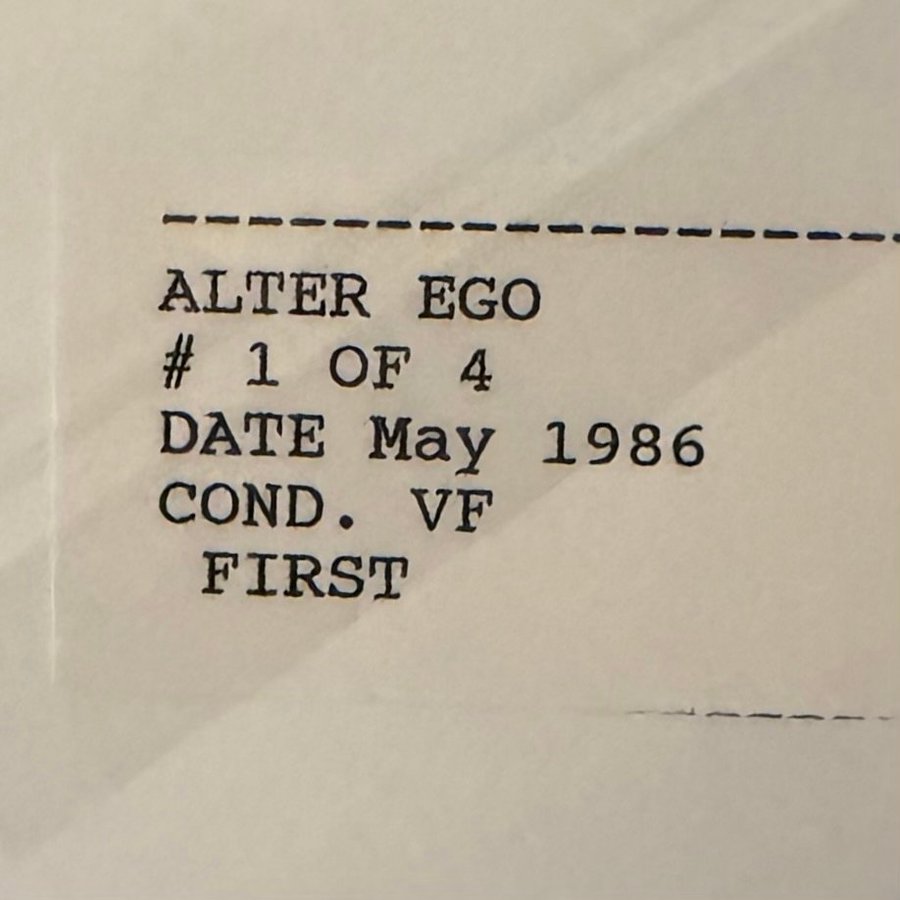 ALTER EGO
# 1 OF 4
DATE May 1986
COND. VF
FIRST